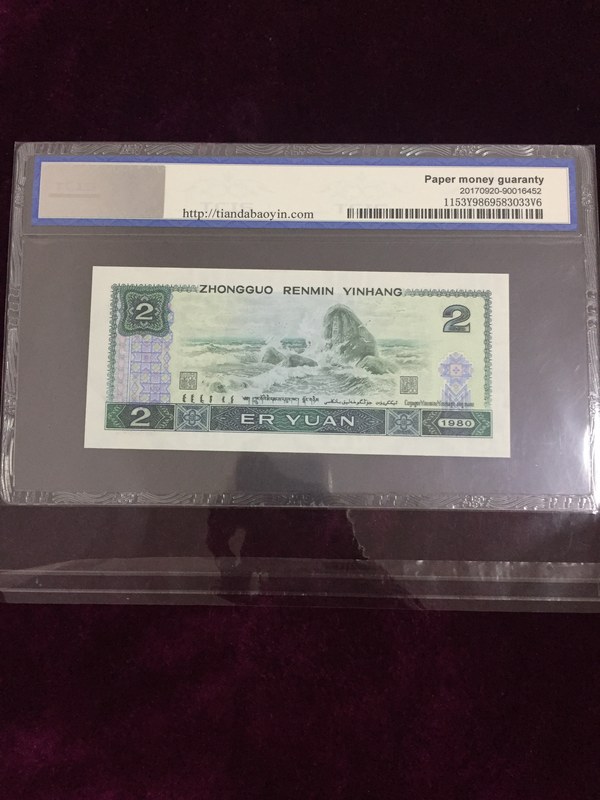 Paper money guaranty
20170920-90016452
1153Y9869583033V6
http://tiandabaoyin.com
ZHONGGUO RENMIN YINHANG
2
2
2
ER YUAN
1980